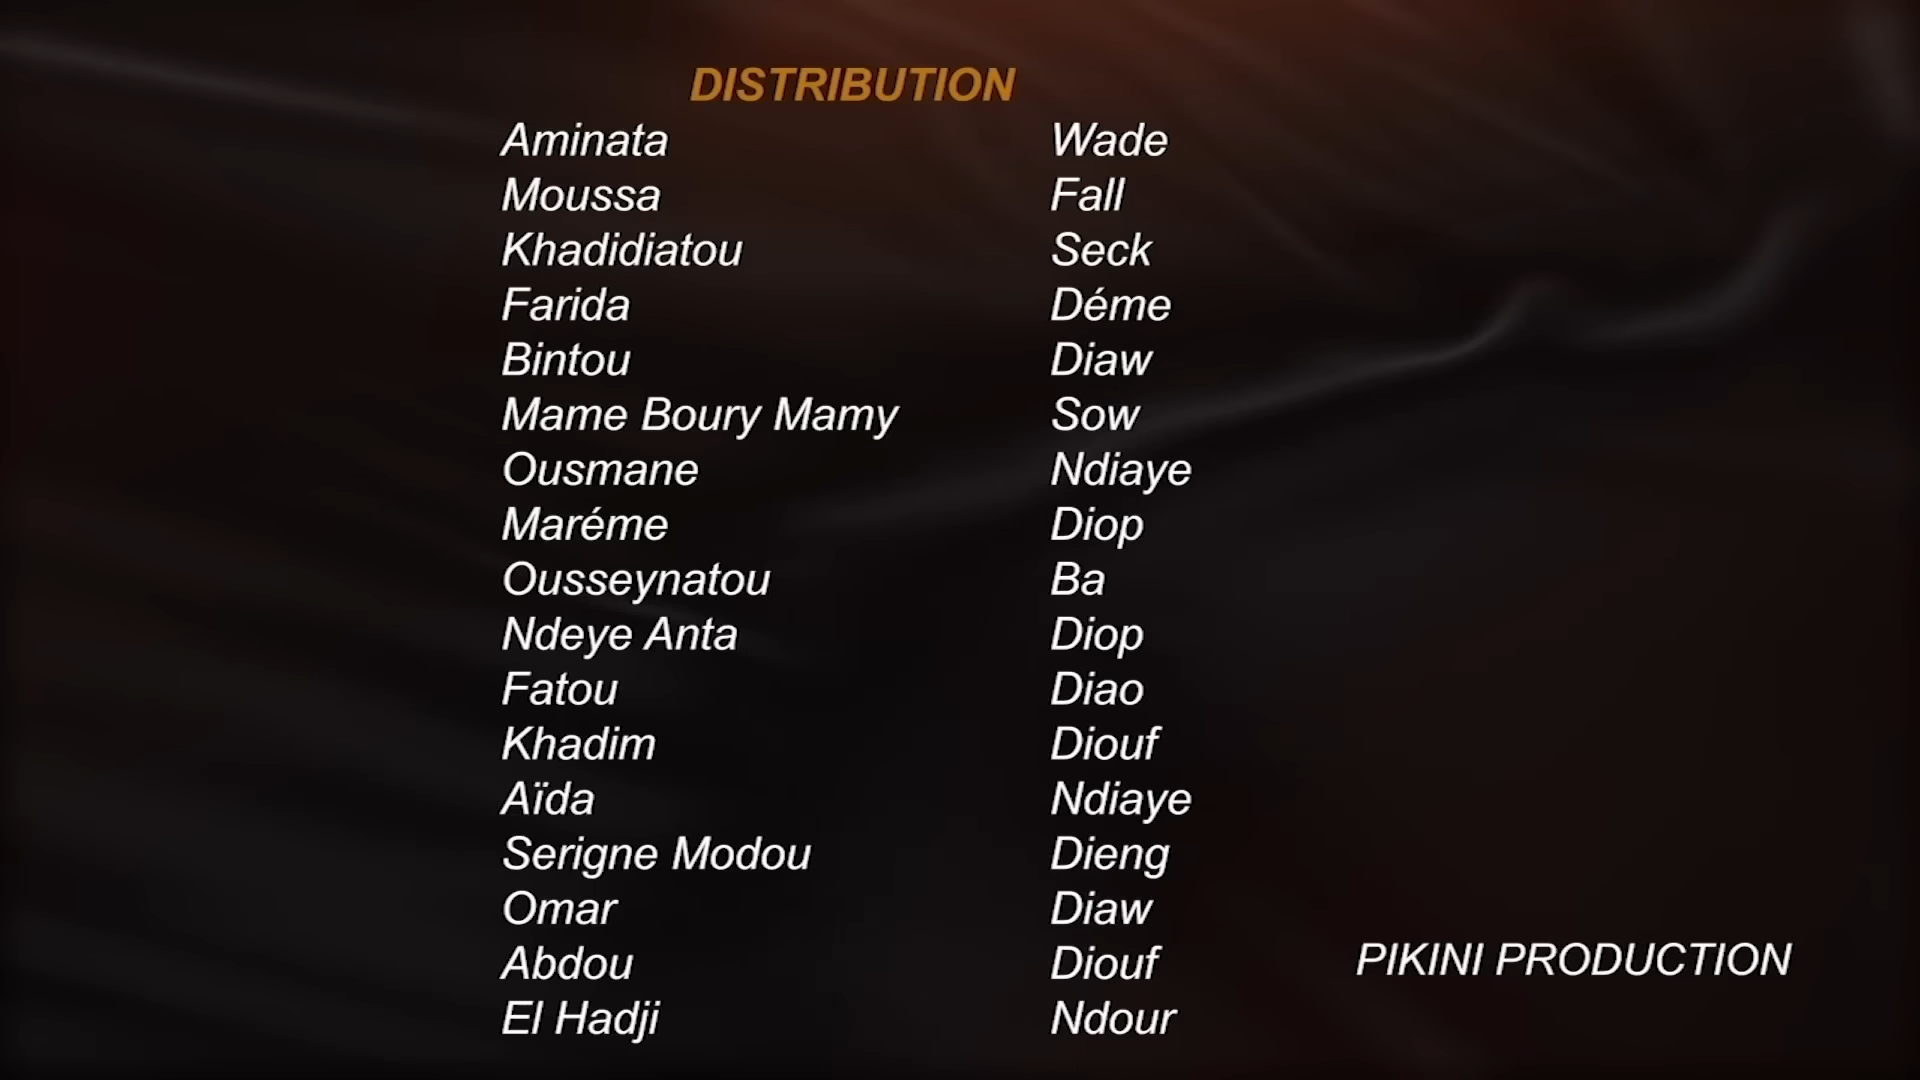 DISTRIBUTION
Aminata Wade
Moussa Fall
Khadidiatou Seck
Farida Déme
Bintou Diaw
Mame Boury Mamy Sow
Ousmane Ndiaye
Maréme Diop
Ousseynatou Ba
Ndeye Anta Diop
Fatou Diao
Khadim Diouf
Aïda Ndiaye
Serigne Modou Dieng
Omar Diaw
Abdou Diouf
PIKINI PRODUCTION
El Hadji Ndour